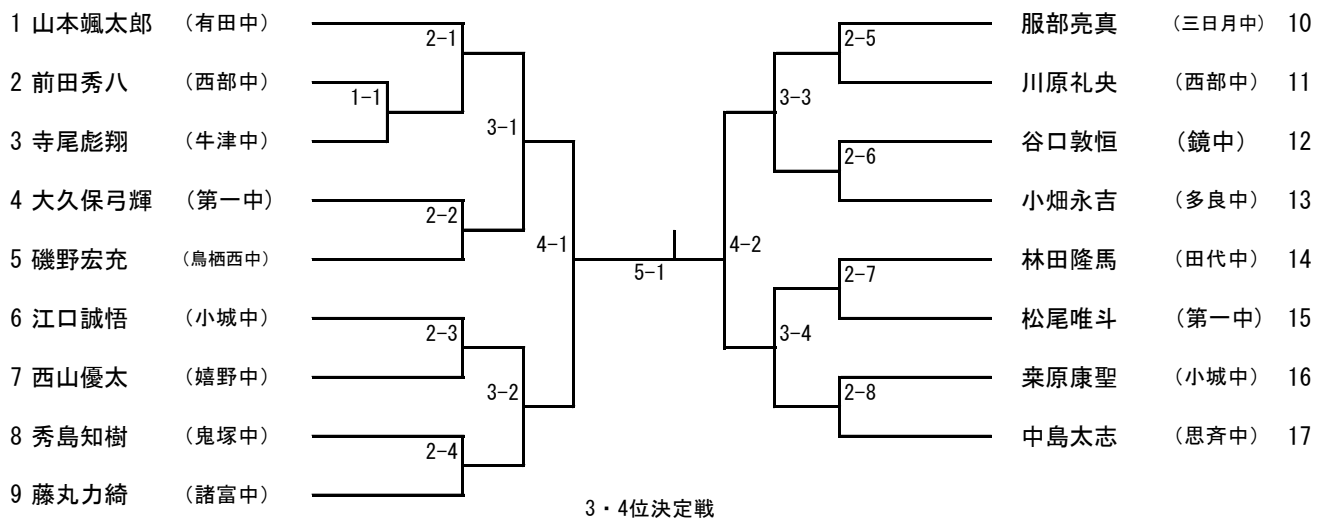 1 山本颯太郎 （有田中） 2-1 2-5 服部亮真 （三日月中） 10
2 前田秀八 （西部中） 1-1 3-3 川原礼央 （西部中） 11
3 寺尾彪翔 （牛津中） 3-1 2-6 谷口敦恒 （鏡中） 12
4 大久保弓輝 （第一中） 2-2 小畑永吉 （多良中） 13
4-1 4-2
5 磯野宏充 （鳥栖西中） 5-1 2-7 林田隆馬 （田代中） 14
6 江口誠悟 （小城中） 2-3 3-4 松尾唯斗 （第一中） 15
7 西山優太 （嬉野中） 3-2 2-8 桒原康聖 （小城中） 16
8 秀島知樹 （鬼塚中） 2-4 中島太志 （思斉中） 17
9 藤丸力綺 （諸富中）
3・4位決定戦